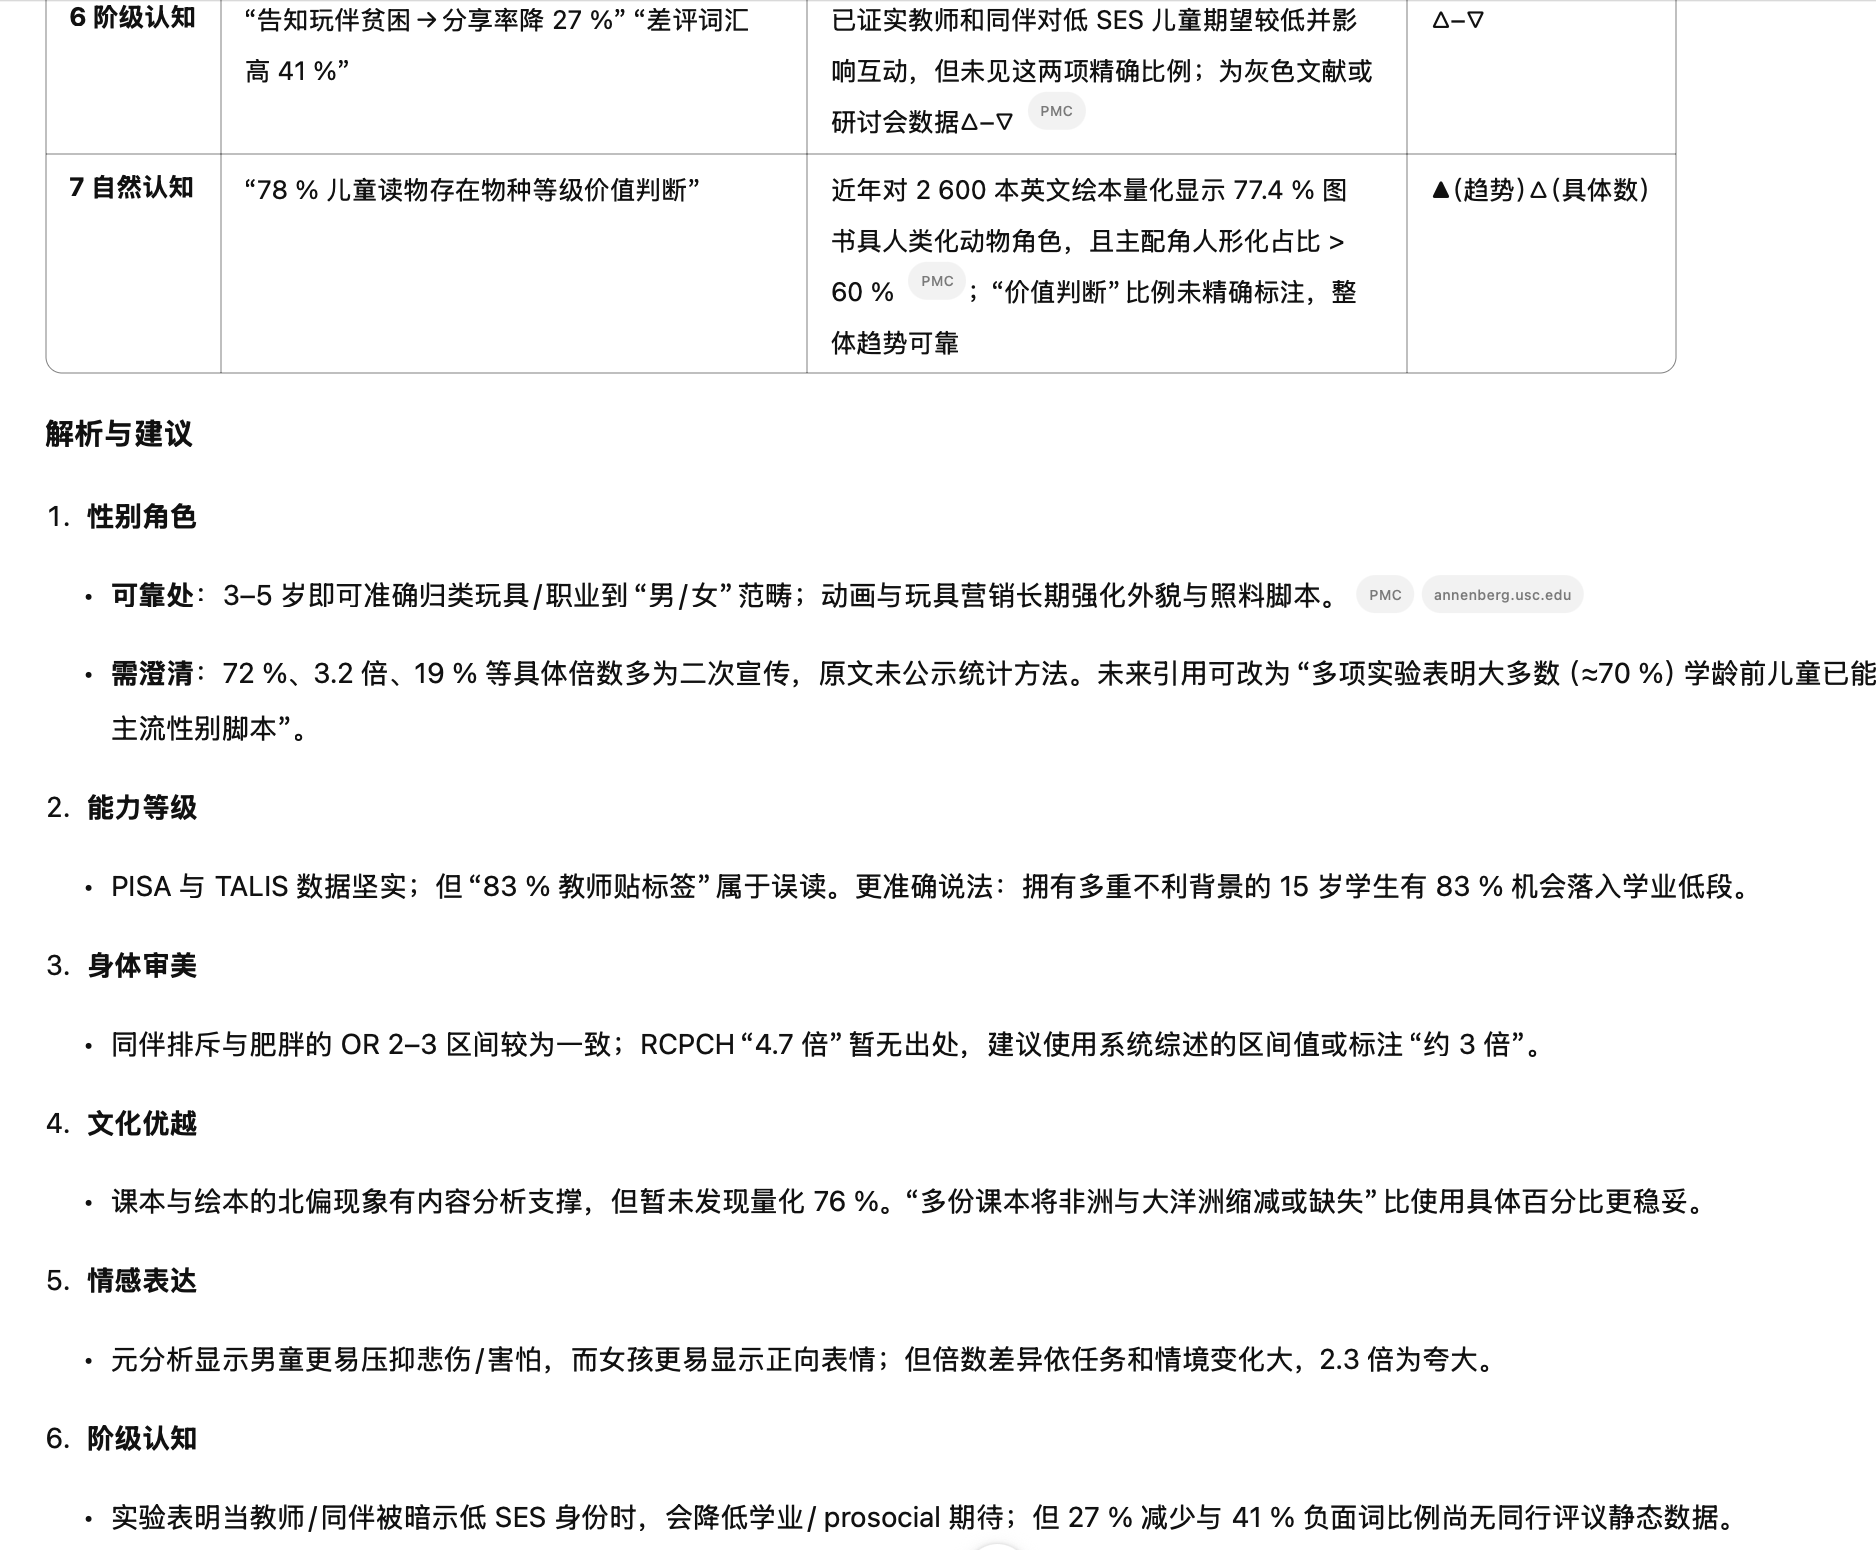 6 阶级认知
“告知玩伴贫困→分享率降 27 %” “差评词汇
高 41 %”
已证实教师和同伴对低 SES 儿童期望较低并影
响互动，但未见这两项精确比例；为灰色文献或
研讨会数据△–▽ PMC
△–▽
7 自然认知
“78 % 儿童读物存在物种等级价值判断”
近年对 2 600 本英文绘本量化显示 77.4 % 图
书具人类化动物角色，且主配角人形化占比 >
60 % PMC ；“价值判断” 比例未精确标注，整
体趋势可靠
▲(趋势) △(具体数)
解析与建议
1. 性别角色
• 可靠处：3–5 岁即可准确归类玩具/职业到 “男/女” 范畴；动画与玩具营销长期强化外貌与照料脚本。 PMC annenberg.usc.edu
• 需澄清：72 %、3.2 倍、19 % 等具体倍数多为二次宣传，原文未公示统计方法。未来引用可改为 “多项实验表明大多数 (≈70 %) 学龄前儿童已能
主流性别脚本”。
2. 能力等级
• PISA 与 TALIS 数据坚实；但 “83 % 教师贴标签” 属于误读。更准确说法：拥有多重不利背景的 15 岁学生有 83 % 机会落入学业低段。
3. 身体审美
• 同伴排斥与肥胖的 OR 2–3 区间较为一致；RCPCH “4.7 倍” 暂无出处，建议使用系统综述的区间值或标注 “约 3 倍”。
4. 文化优越
• 课本与绘本的北偏现象有内容分析支撑，但暂未发现量化 76 %。“多份课本将非洲与大洋洲缩减或缺失” 比使用具体百分比更稳妥。
5. 情感表达
• 元分析显示男童更易压抑悲伤/害怕，而女孩更易显示正向表情；但倍数差异依任务和情境变化大，2.3 倍为夸大。
6. 阶级认知
• 实验表明当教师/同伴被暗示低 SES 身份时，会降低学业/ prosocial 期待；但 27 % 减少与 41 % 负面词比例尚无同行评议静态数据。